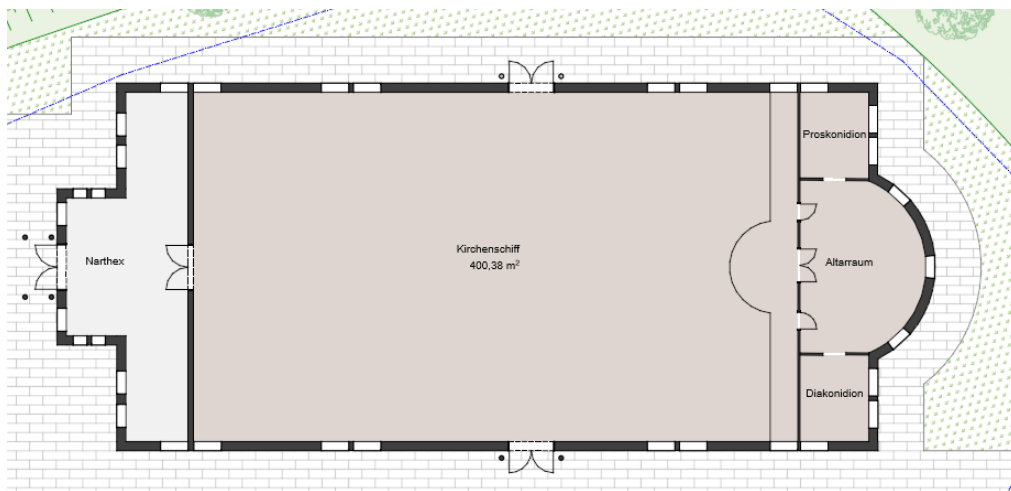 Proskonidion
Kirchenschiff
400,38 m²
Narthex
Altarraum
Diakonidion